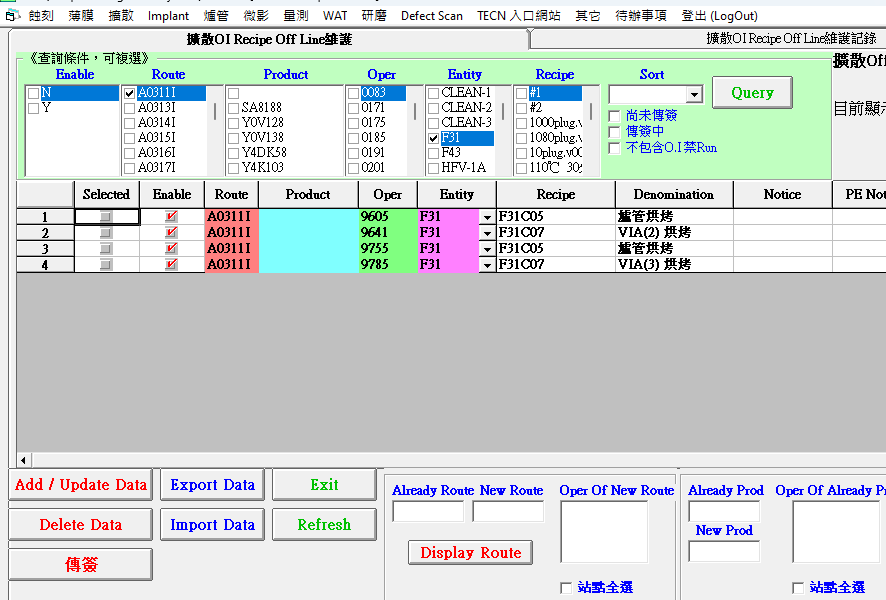 蝕刻 薄膜 擴散 Implant 爐管 微影 量測 WAT 研磨 Defect Scan TECN 入口網站 其它 待辦事項 登出 (LogOut)
擴散OI Recipe Off Line維護 擴散OI Recipe Off Line維護記錄
《查詢條件，可複選》 擴散Off
Enable Route Product Oper Entity Recipe Sort
N A0311I 0083 CLEAN-1 #1
Y A0313I SA8188 0171 CLEAN-2 #2 Query
A0314I Y0V128 0175 CLEAN-3 1000plug.v 尚未傳簽 目前顯示
A0315I Y0V138 0185 F31 1080plug.v 傳簽中
A0316I Y4DK58 0191 F43 10plug.v00 不包含O.I禁Run
A0317I Y4K103 0201 HFV-1A 110℃ 30分
Selected Enable Route Product Oper Entity Recipe Denomination Notice PE Not
1 A0311I 9605 F31 F31C05 爐管烘烤
2 A0311I 9641 F31 F31C07 VIA(2) 烘烤
3 A0311I 9755 F31 F31C05 爐管烘烤
4 A0311I 9785 F31 F31C07 VIA(3) 烘烤
Add / Update Data Export Data Exit
Delete Data Import Data Refresh
傳簽
Already Route New Route Oper Of New Route
Display Route
站點全選
Already Prod Oper Of Already Pr
New Prod
站點全選